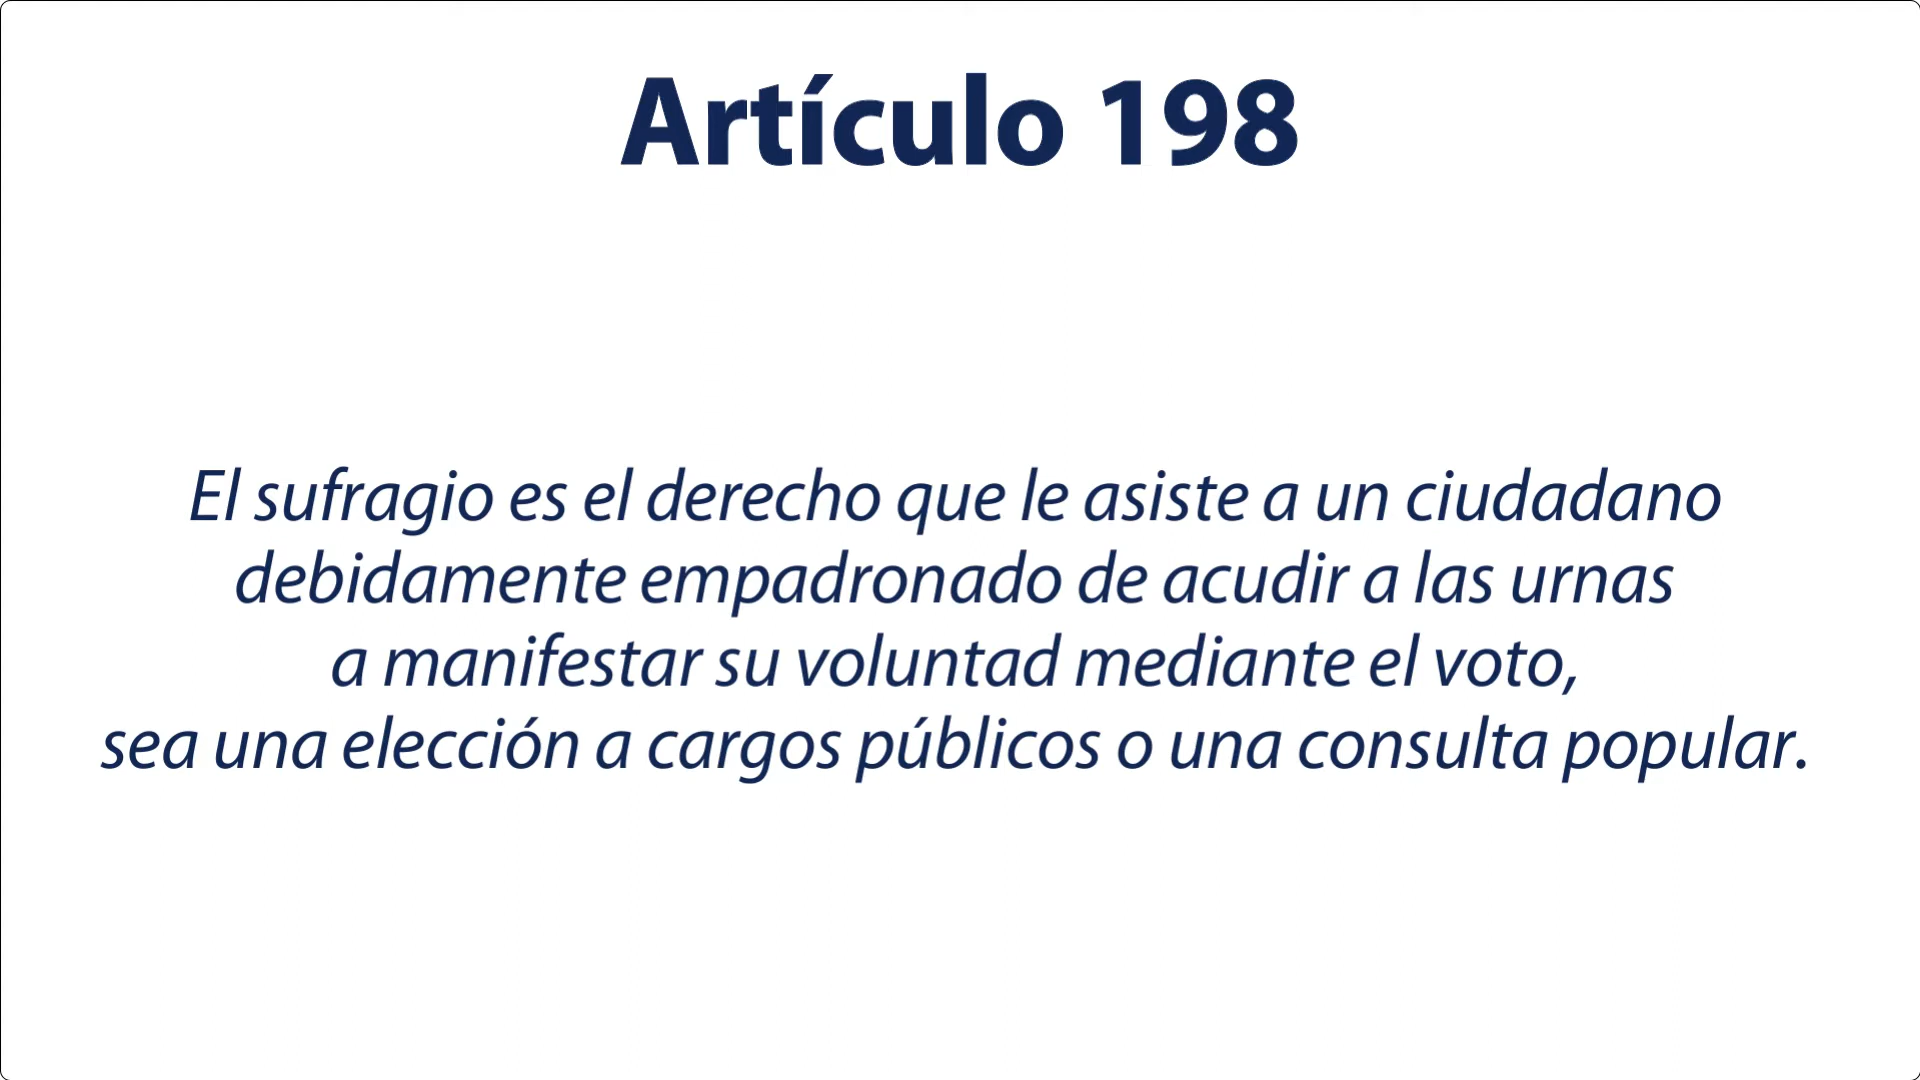 Artículo 198
El sufragio es el derecho que le asiste a un ciudadano
debidamente empadronado de acudir a las urnas
a manifestar su voluntad mediante el voto,
sea una elección a cargos públicos o una consulta popular.